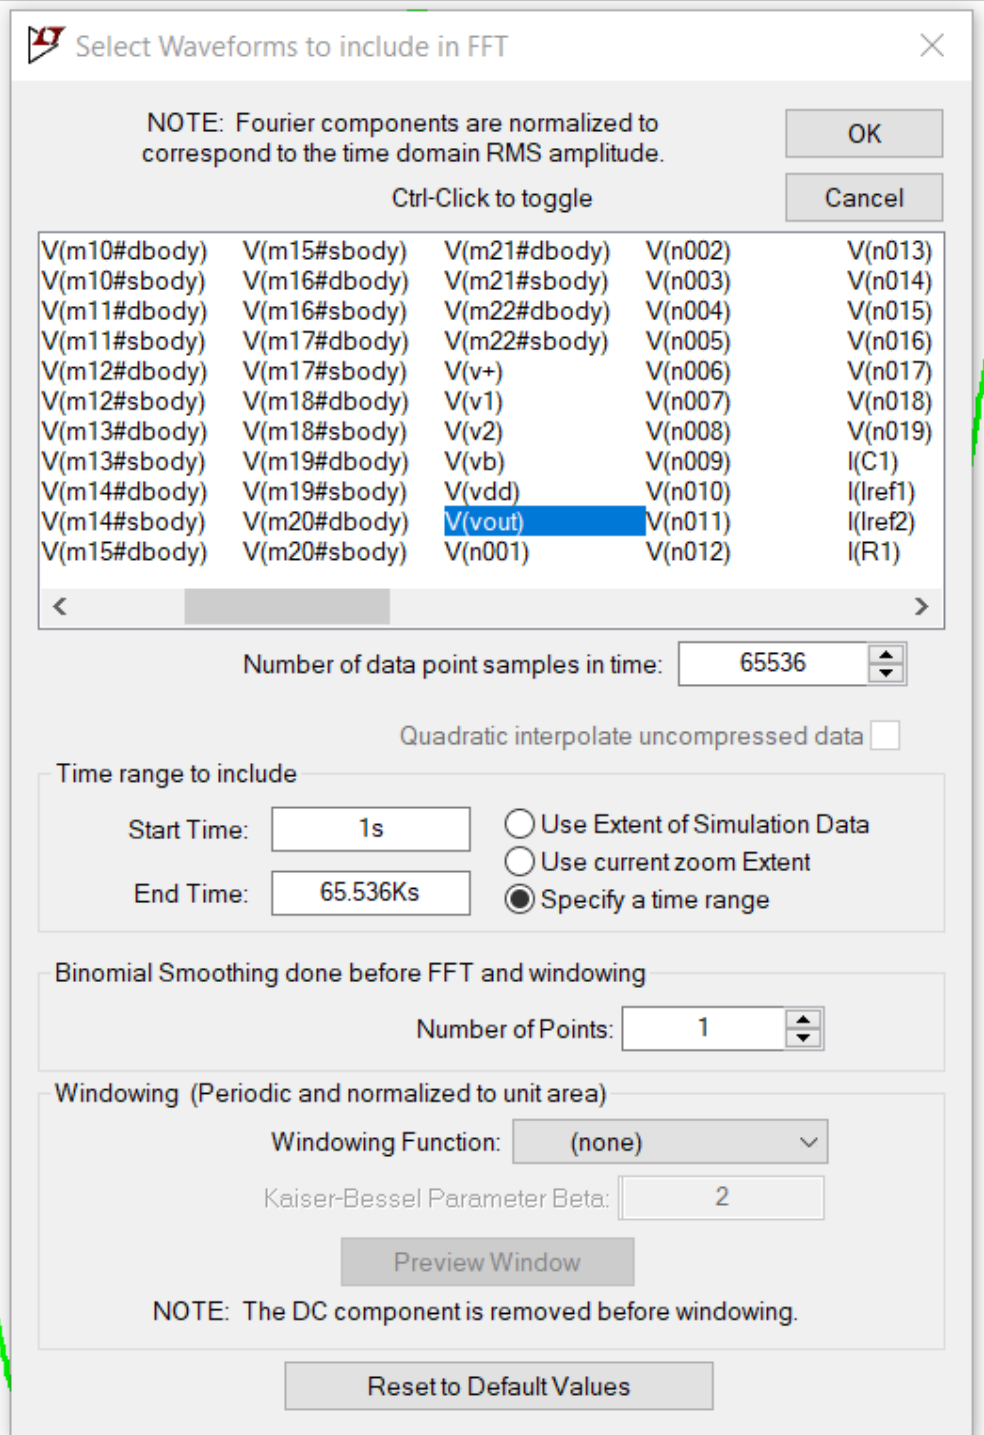 Select Waveforms to include in FFT
NOTE: Fourier components are normalized to
correspond to the time domain RMS amplitude.
OK
Ctrl-Click to toggle
Cancel
V(m10#dbody) V(m15#sbody) V(m21#dbody) V(n002) V(n013)
V(m10#sbody) V(m16#dbody) V(m21#sbody) V(n003) V(n014)
V(m11#dbody) V(m16#sbody) V(m22#dbody) V(n004) V(n015)
V(m11#sbody) V(m17#dbody) V(m22#sbody) V(n005) V(n016)
V(m12#dbody) V(m17#sbody) V(v+) V(n006) V(n017)
V(m12#sbody) V(m18#dbody) V(v1) V(n007) V(n018)
V(m13#dbody) V(m18#sbody) V(v2) V(n008) V(n019)
V(m13#sbody) V(m19#dbody) V(vb) V(n009) I(C1)
V(m14#dbody) V(m19#sbody) V(vdd) V(n010) I(Iref1)
V(m14#sbody) V(m20#dbody) V(vout) V(n011) I(Iref2)
V(m15#dbody) V(m20#sbody) V(n001) V(n012) I(R1)
Number of data point samples in time: 65536
Quadratic interpolate uncompressed data
Time range to include
Start Time: 1s
End Time: 65.536Ks
Use Extent of Simulation Data
Use current zoom Extent
Specify a time range
Binomial Smoothing done before FFT and windowing
Number of Points: 1
Windowing (Periodic and normalized to unit area)
Windowing Function: (none)
Kaiser-Bessel Parameter Beta: 2
Preview Window
NOTE: The DC component is removed before windowing.
Reset to Default Values